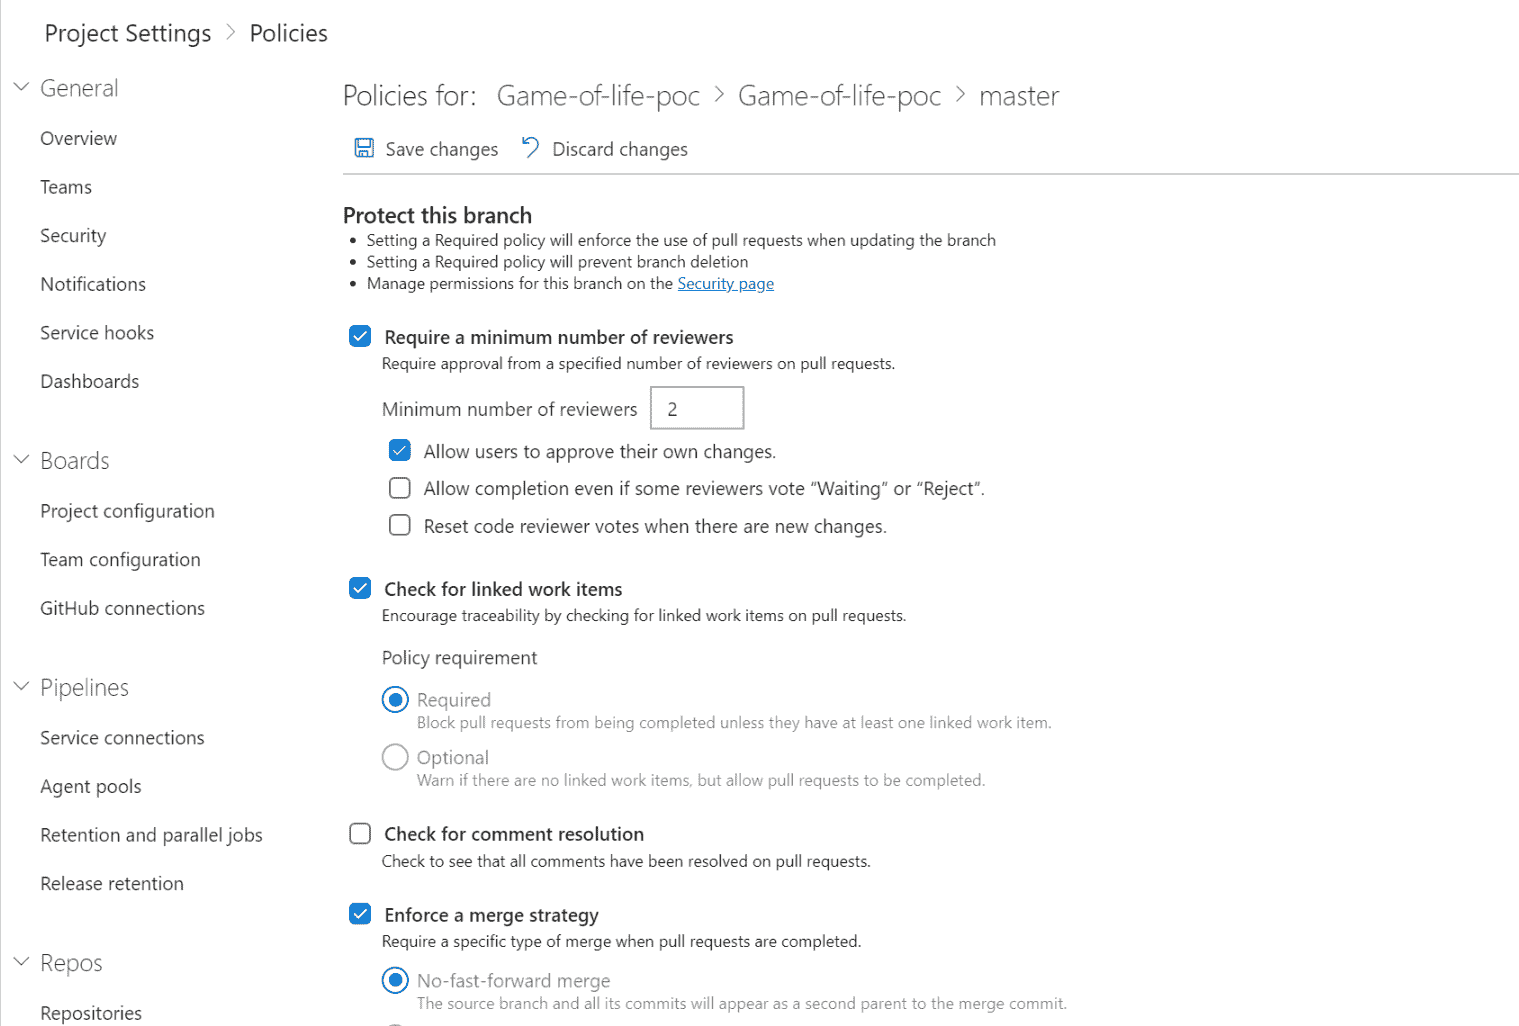 Project Settings > Policies
General
Overview
Teams
Security
Notifications
Service hooks
Dashboards
Boards
Project configuration
Team configuration
GitHub connections
Pipelines
Service connections
Agent pools
Retention and parallel jobs
Release retention
Repos
Repositories
Policies for: Game-of-life-poc > Game-of-life-poc > master
Save changes Discard changes
Protect this branch
• Setting a Required policy will enforce the use of pull requests when updating the branch
• Setting a Required policy will prevent branch deletion
• Manage permissions for this branch on the Security page
Require a minimum number of reviewers
Require approval from a specified number of reviewers on pull requests.
Minimum number of reviewers 2
Allow users to approve their own changes.
Allow completion even if some reviewers vote “Waiting” or “Reject”.
Reset code reviewer votes when there are new changes.
Check for linked work items
Encourage traceability by checking for linked work items on pull requests.
Policy requirement
Required
Block pull requests from being completed unless they have at least one linked work item.
Optional
Warn if there are no linked work items, but allow pull requests to be completed.
Check for comment resolution
Check to see that all comments have been resolved on pull requests.
Enforce a merge strategy
Require a specific type of merge when pull requests are completed.
No-fast-forward merge
The source branch and all its commits will appear as a second parent to the merge commit.